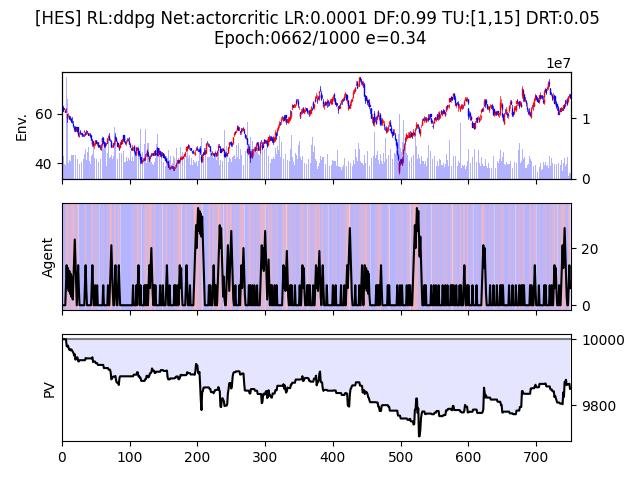 [HES] RL:ddpg Net:actorcritic LR:0.0001 DF:0.99 TU:[1,15] DRT:0.05
Epoch:0662/1000 e=0.34
1e7
Env.
60
40
1
0
Agent
20
0
PV
10000
9800
0 100 200 300 400 500 600 700